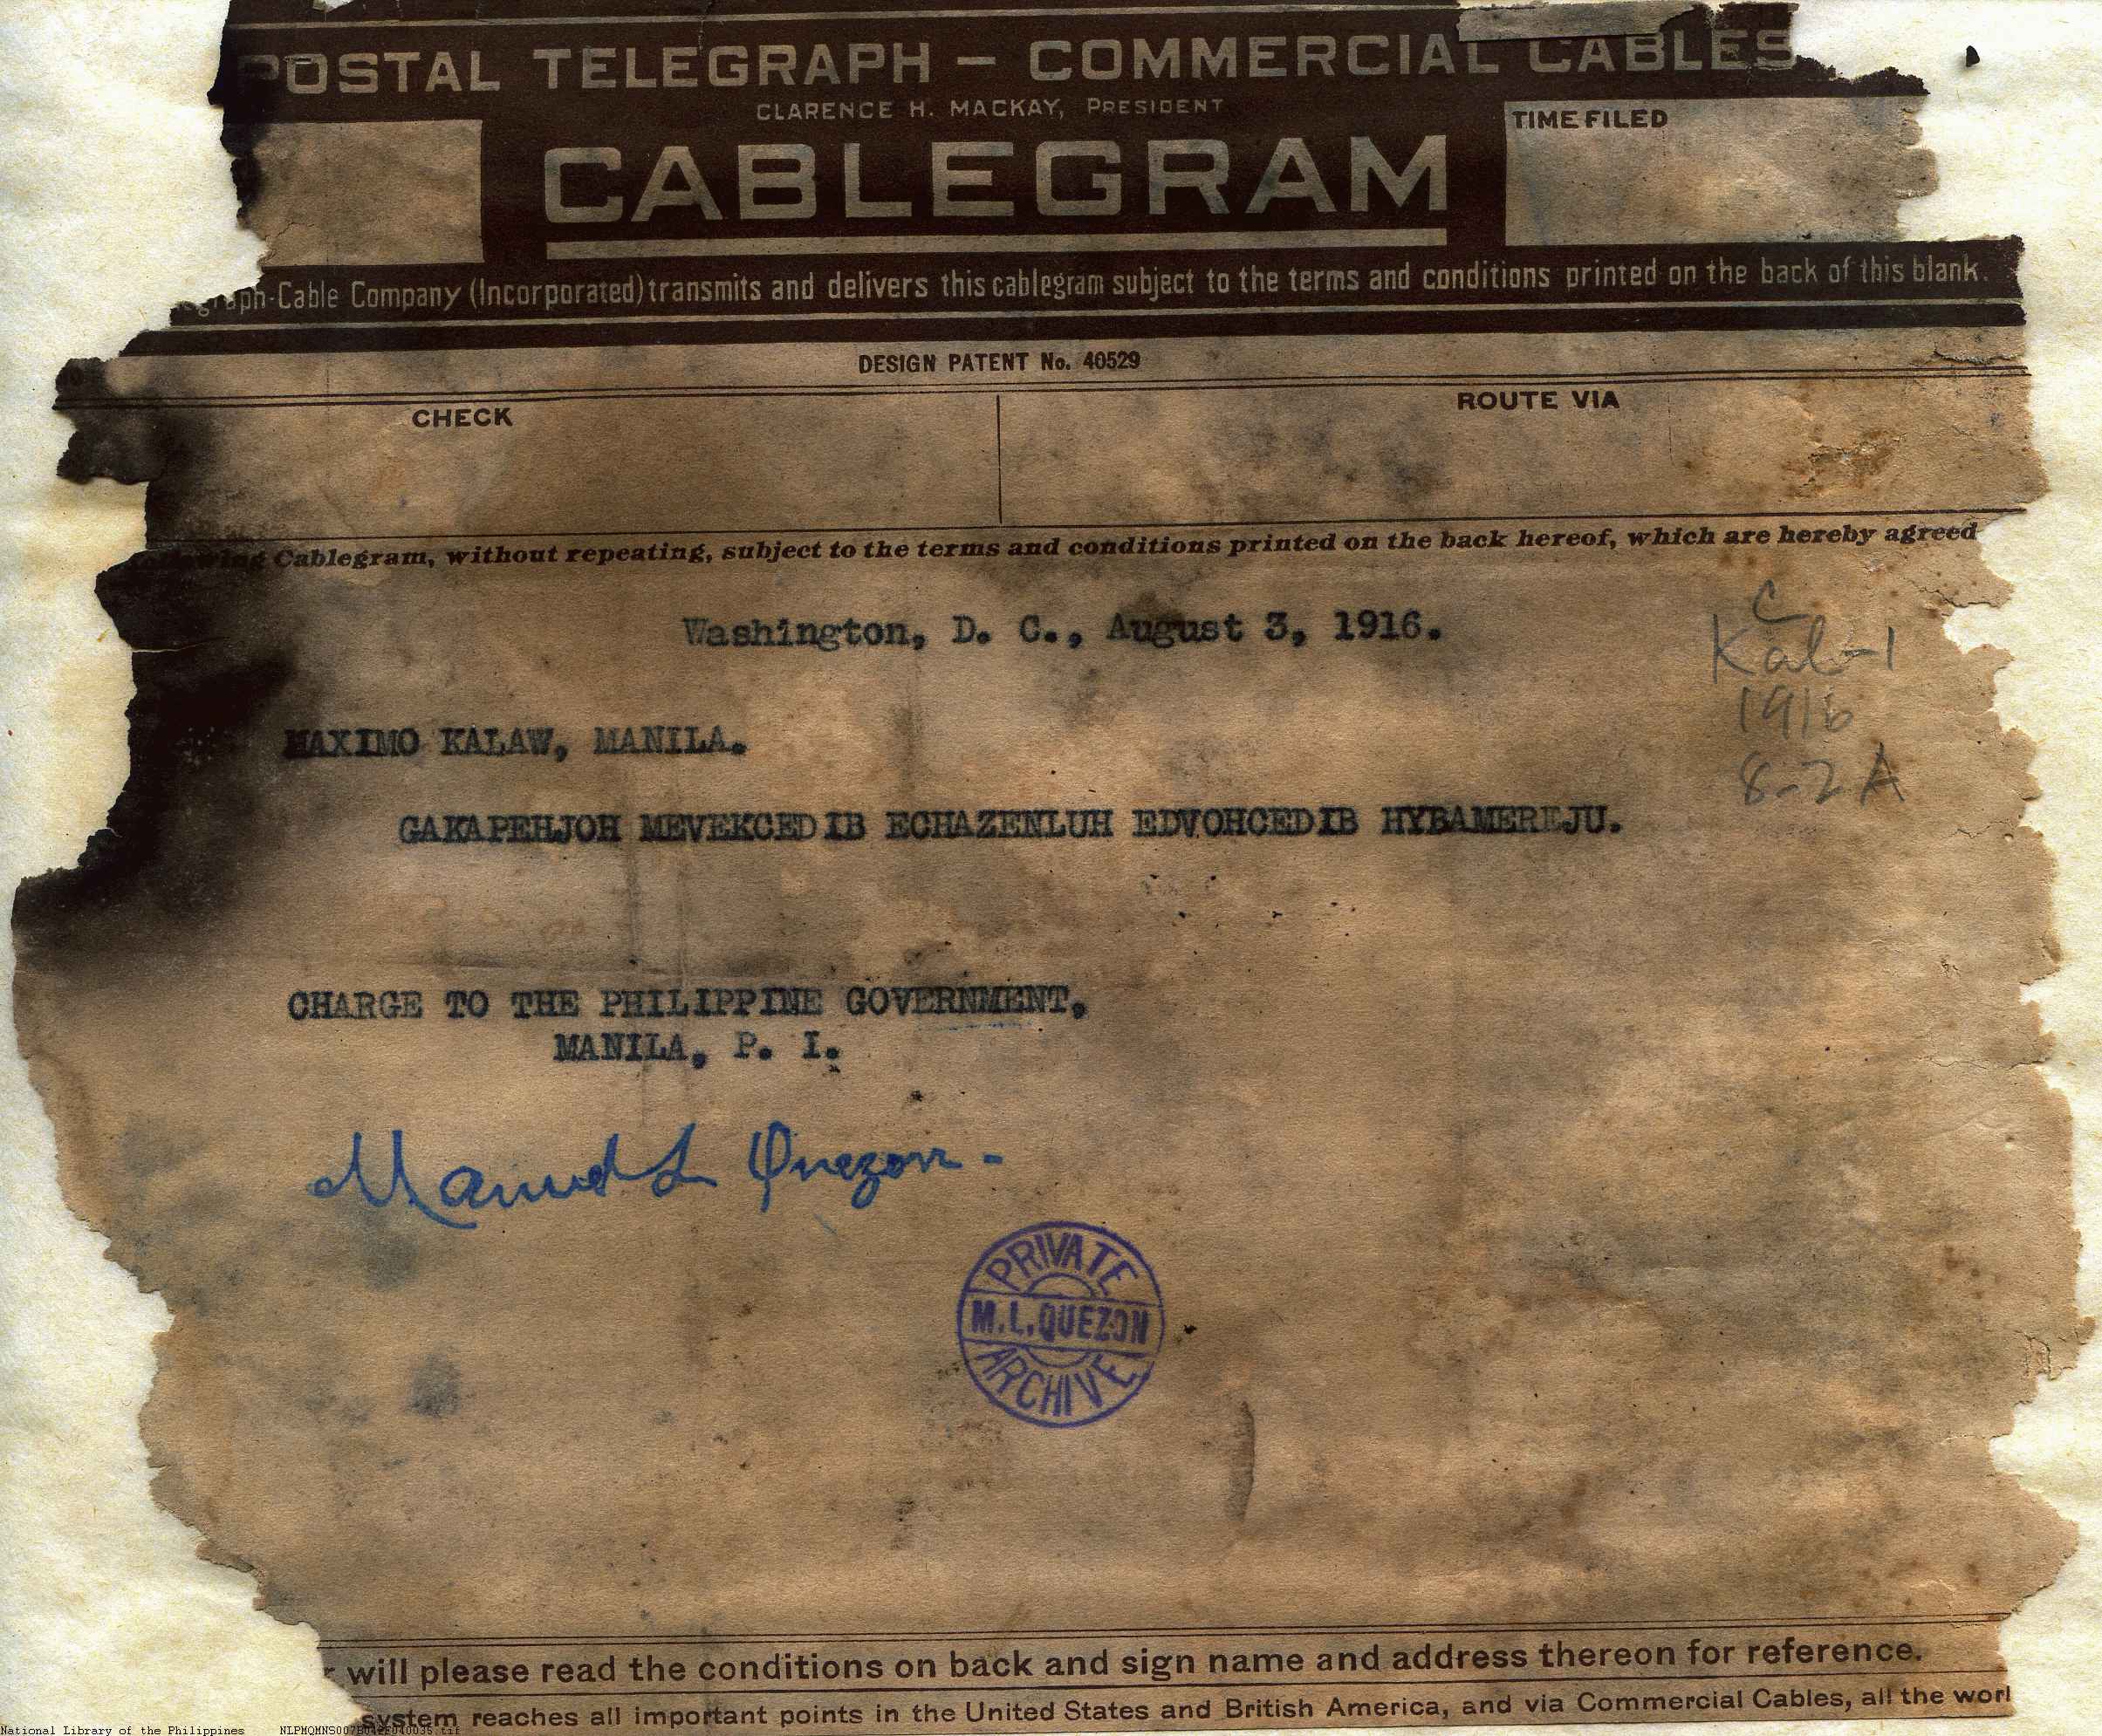 POSTAL TELEGRAPH – COMMERCIAL CABLES
CLARENCE H. MACKAY, PRESIDENT
TIME FILED
CABLEGRAM
graph-Cable Company (Incorporated) transmits and delivers this cablegram subject to the terms and conditions printed on the back of this blank.
DESIGN PATENT No. 40529
CHECK
ROUTE VIA
Cablegram, without repeating, subject to the terms and conditions printed on the back hereof, which are hereby agreed
Washington, D. C., August 3, 1916.
C
Kal-1
1916
8-2A
MAXIMO KALAW, MANILA.
GAKAPEHJOH MEVEKCEDIB ECHAZENLUH EDVOHCEDIB HYBAMEREJU.
CHARGE TO THE PHILIPPINE GOVERNMENT,
MANILA, P. I.
Manuel L Quezon -
PRIVATE
M.L.QUEZON
ARCHIVE
will please read the conditions on back and sign name and address thereon for reference.
system reaches all important points in the United States and British America, and via Commercial Cables, all the worl
National Library of the Philippines